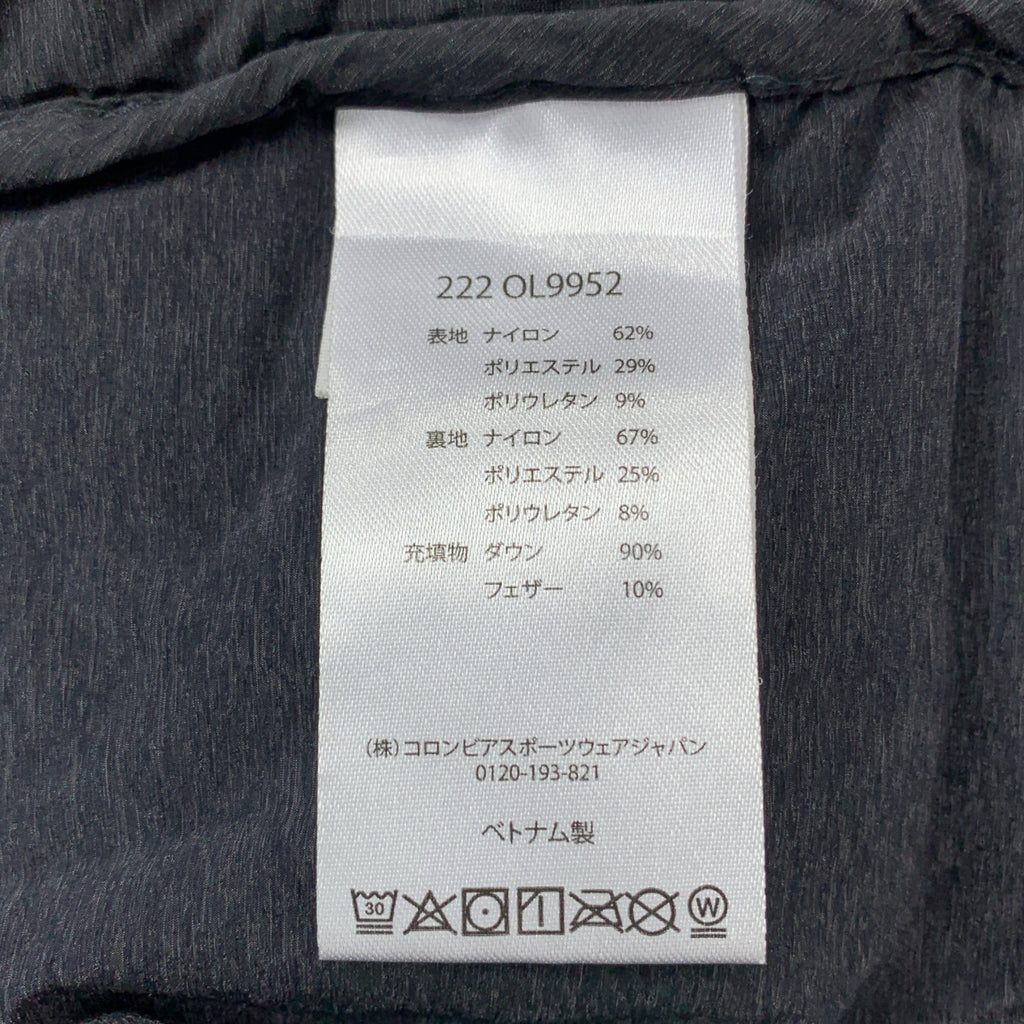 222 OL9952
表地 ナイロン 62%
ポリエステル 29%
ポリウレタン 9%
裏地 ナイロン 67%
ポリエステル 25%
ポリウレタン 8%
充填物 ダウン 90%
フェザー 10%
(株)コロンビアスポーツウェアジャパン
0120-193-821
ベトナム製
30 W